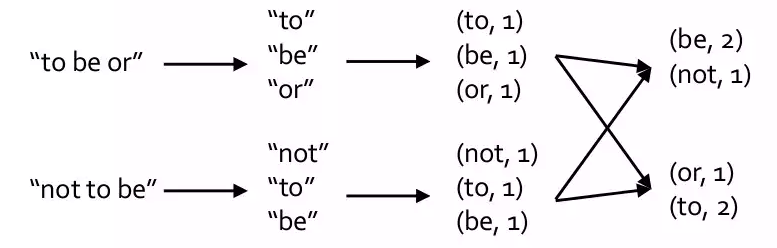 “to be or”
“to”
“be”
“or”
(to, 1)
(be, 1)
(or, 1)
(be, 2)
(not, 1)
“not to be”
“not”
“to”
“be”
(not, 1)
(to, 1)
(be, 1)
(or, 1)
(to, 2)